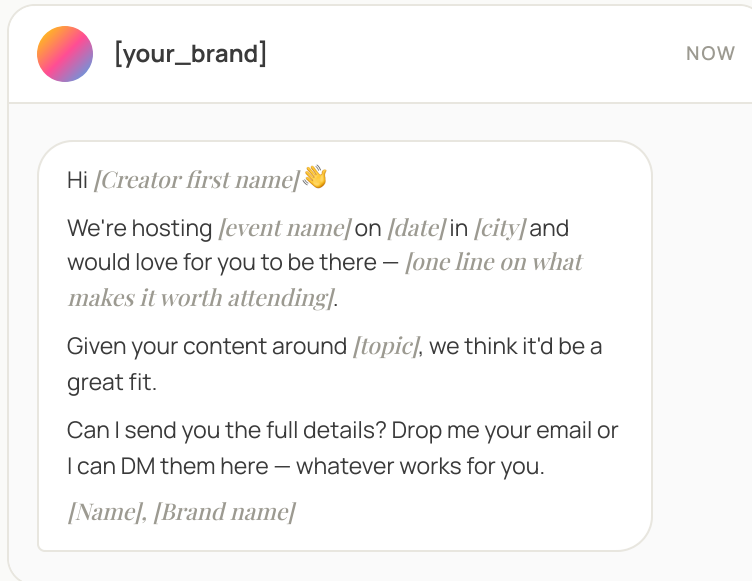 [your_brand]
NOW
Hi [Creator first name]👋
We're hosting [event name] on [date] in [city] and
would love for you to be there — [one line on what
makes it worth attending].
Given your content around [topic], we think it'd be a
great fit.
Can I send you the full details? Drop me your email or
I can DM them here — whatever works for you.
[Name], [Brand name]